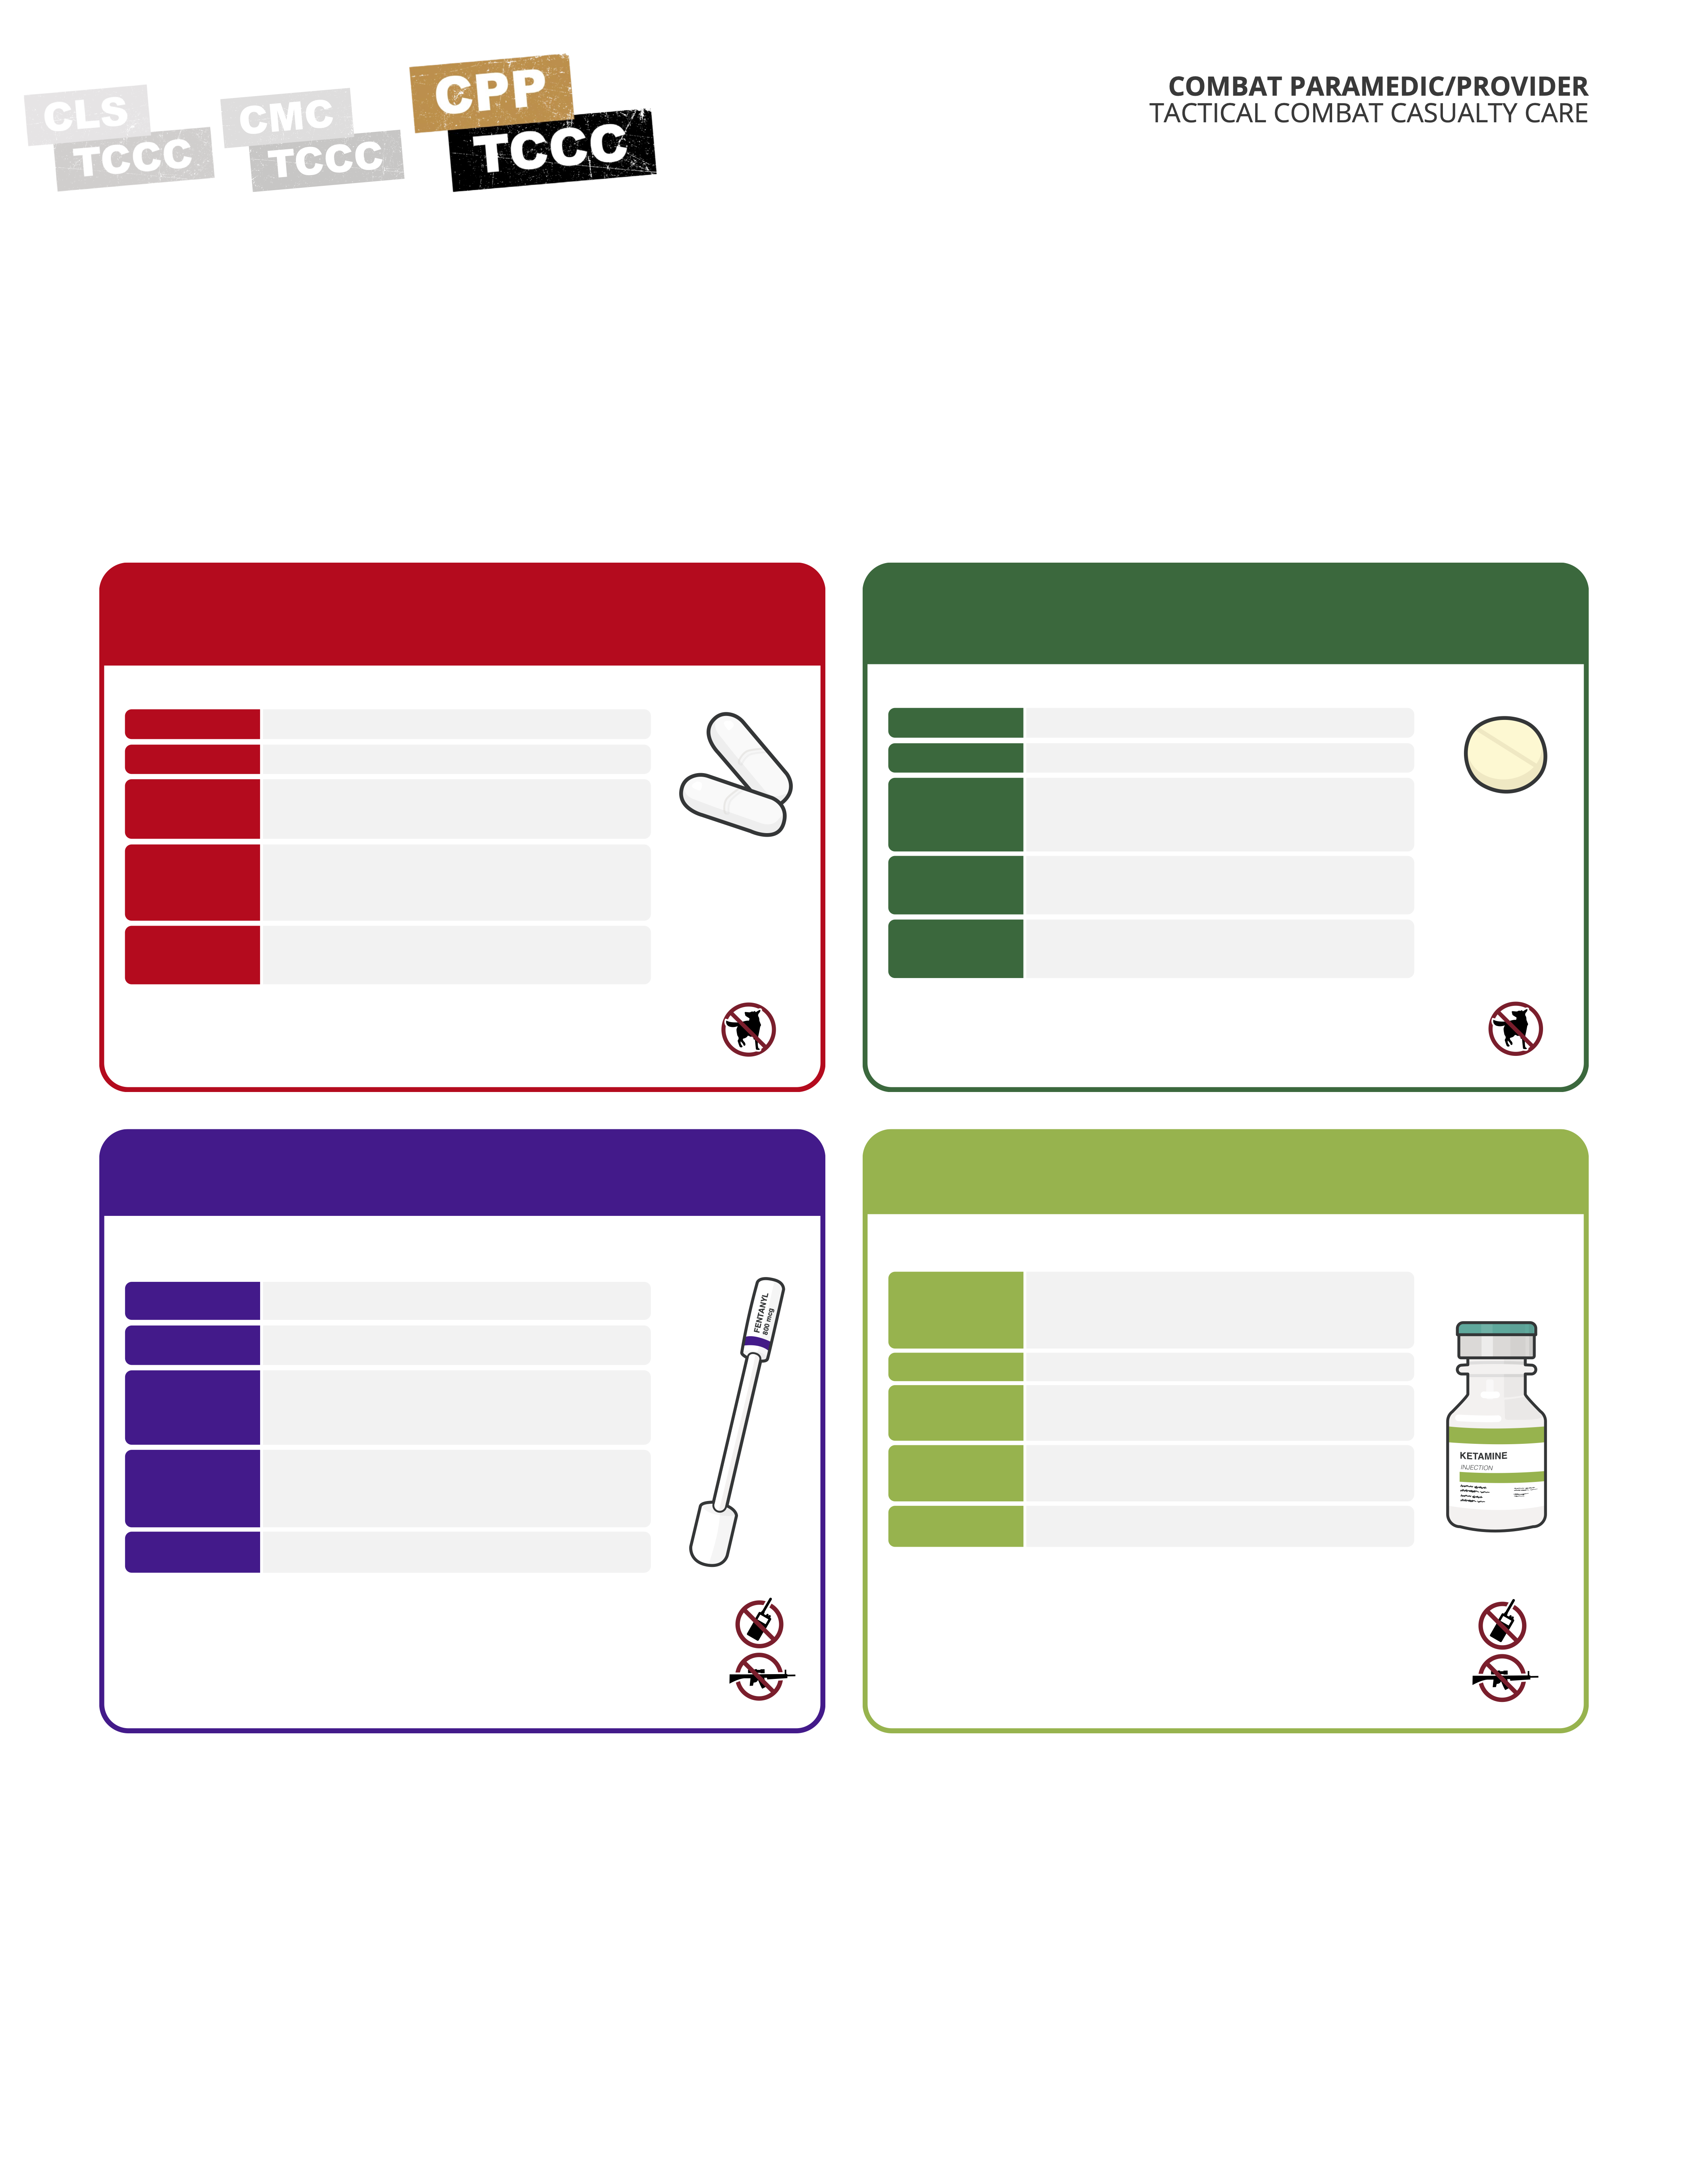 CLS
TCCC
CMC
TCCC
CPP
TCCC
COMBAT PARAMEDIC/PROVIDER
TACTICAL COMBAT CASUALTY CARE
FENTANYL
800 mcg
KETAMINE
INJECTION